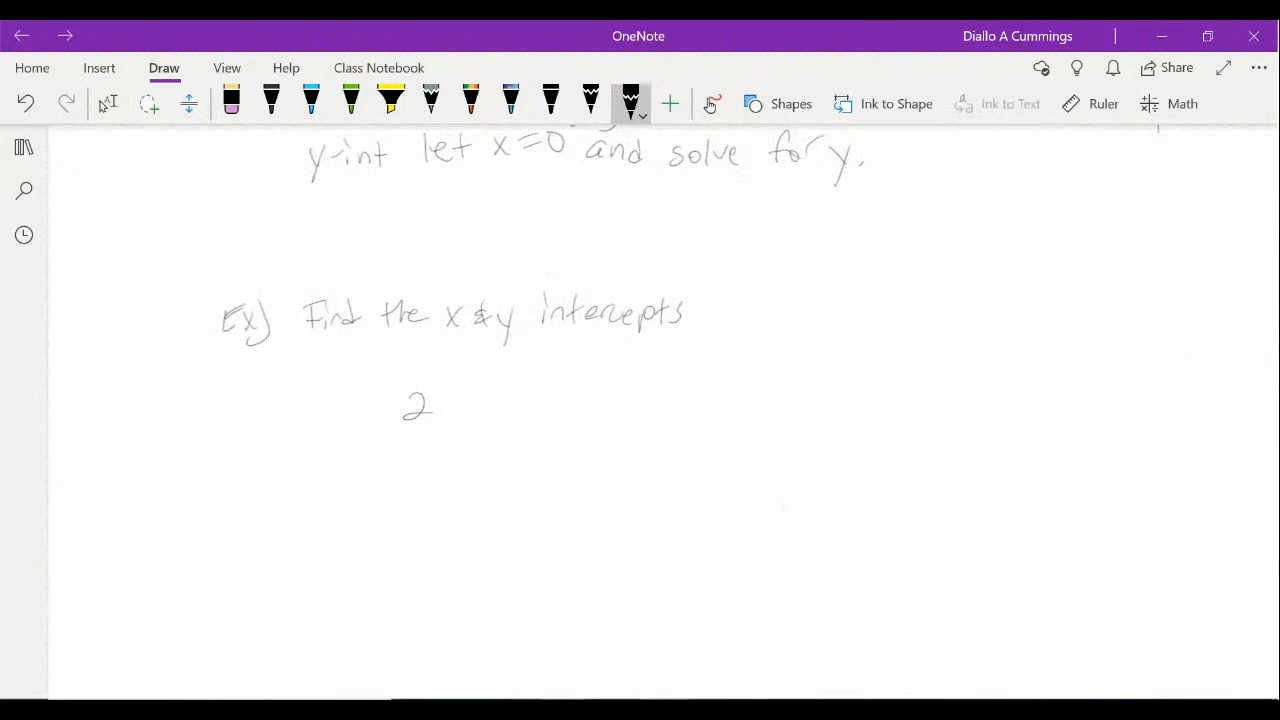 OneNote
Diallo A Cummings
Home Insert Draw View Help Class Notebook Share
Shapes Ink to Shape Ink to Text Ruler Math
y-int let x=0 and solve for y.
Ex) Find the x & y intercepts
2